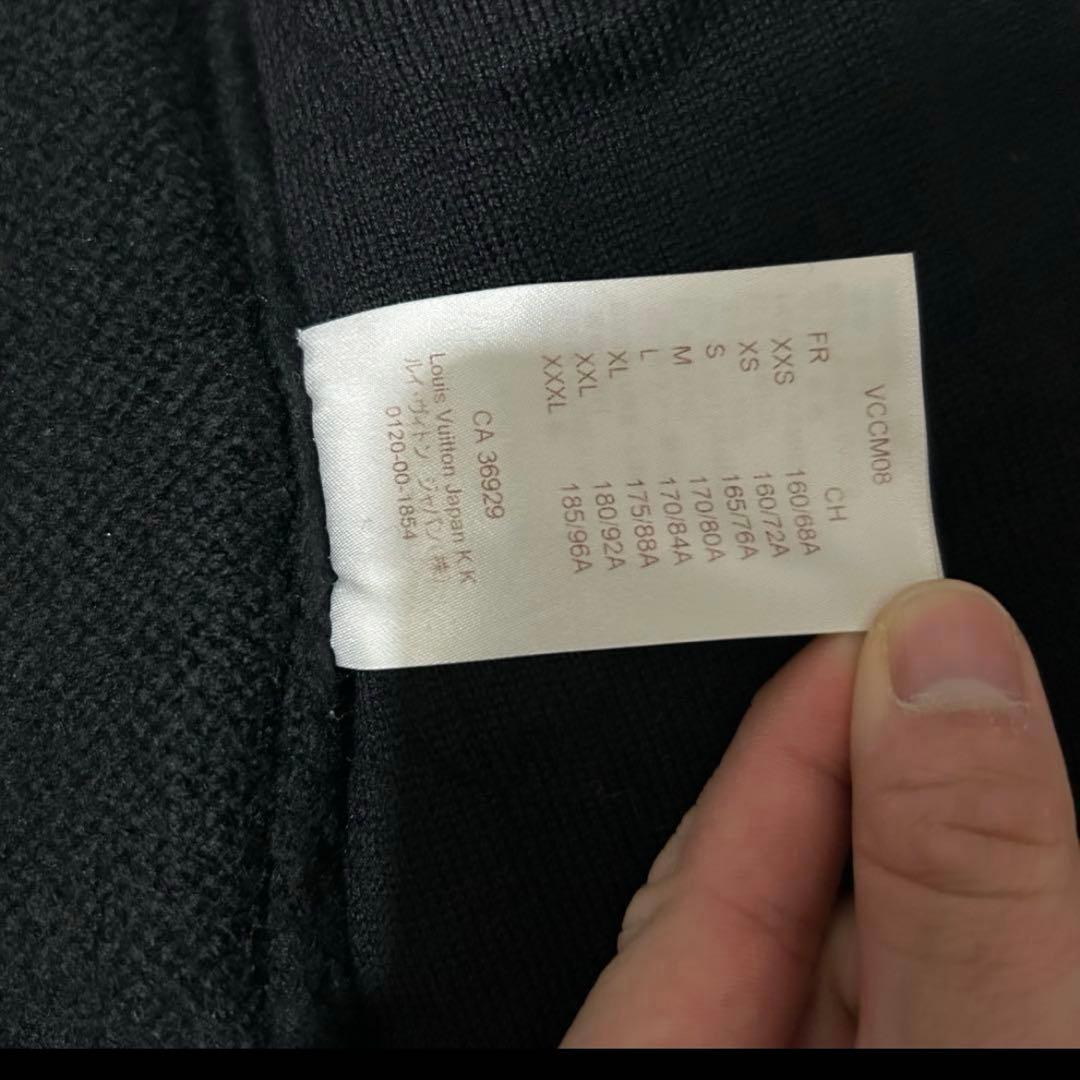 VCCM08
FR CH
XXS 160/68A
XS 160/72A
S 165/76A
M 170/80A
L 170/84A
XL 175/88A
XXL 180/92A
XXXL 185/96A
CA 36929
Louis Vuitton Japan K.K
ルイ・ヴィトン ジャパン（株）
0120-00-1854